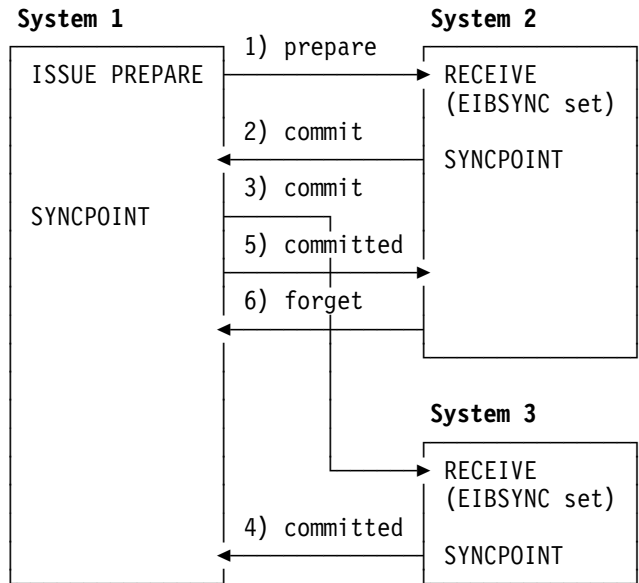 System 1
System 2
1) prepare
ISSUE PREPARE
RECEIVE
(EIBSYNC set)
2) commit
SYNCPOINT
3) commit
SYNCPOINT
5) committed
6) forget
System 3
RECEIVE
(EIBSYNC set)
4) committed
SYNCPOINT